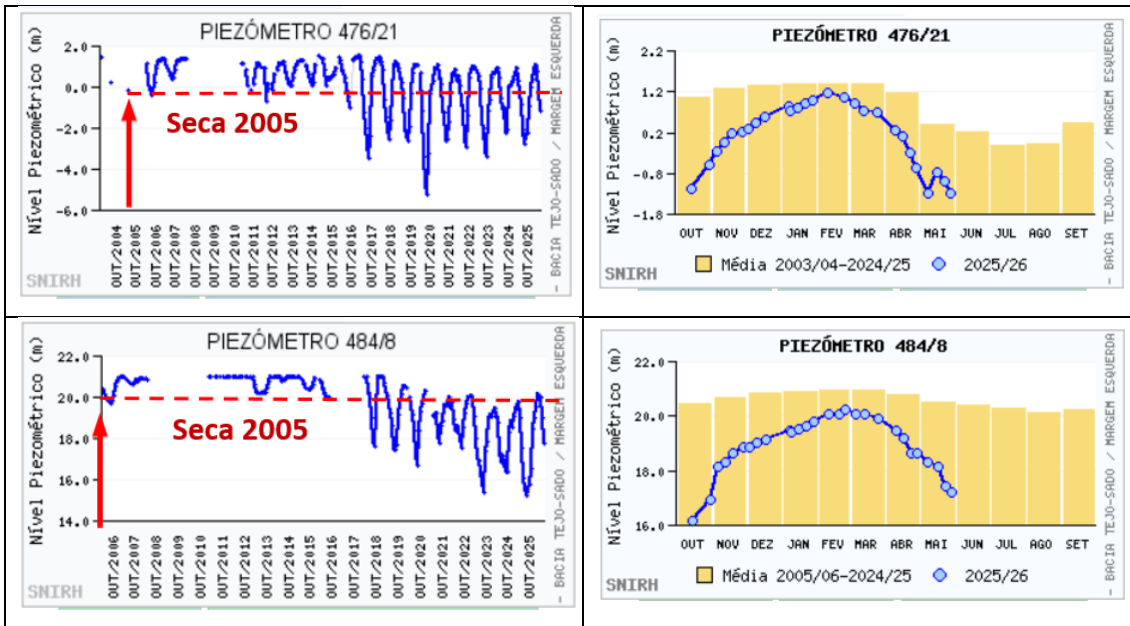 PIEZÓMETRO 476/21
Nível Piezométrico (m)
2.0
0.0
-2.0
-4.0
-6.0
Seca 2005
OUT:2004
OUT:2005
OUT:2006
OUT:2007
OUT:2008
OUT:2009
OUT:2010
OUT:2011
OUT:2012
OUT:2013
OUT:2014
OUT:2015
OUT:2016
OUT:2017
OUT:2018
OUT:2019
OUT:2020
OUT:2021
OUT:2022
OUT:2023
OUT:2024
OUT:2025
SNIRH
- BACIA TEJO-SADO / MARGEM ESQUERDA
PIEZÓMETRO 476/21
Nível Piezométrico (m)
2.2
1.2
0.2
-0.8
-1.8
OUT NOV DEZ JAN FEV MAR ABR MAI JUN JUL AGO SET
Média 2003/04-2024/25 2025/26
SNIRH
- BACIA TEJO-SADO / MARGEM ESQUERDA
PIEZÓMETRO 484/8
Nível Piezométrico (m)
22.0
20.0
18.0
16.0
14.0
Seca 2005
OUT:2006
OUT:2007
OUT:2008
OUT:2009
OUT:2010
OUT:2011
OUT:2012
OUT:2013
OUT:2014
OUT:2015
OUT:2016
OUT:2017
OUT:2018
OUT:2019
OUT:2020
OUT:2021
OUT:2022
OUT:2023
OUT:2024
OUT:2025
SNIRH
- BACIA TEJO-SADO / MARGEM ESQUERDA
PIEZÓMETRO 484/8
Nível Piezométrico (m)
22.0
20.0
18.0
16.0
OUT NOV DEZ JAN FEV MAR ABR MAI JUN JUL AGO SET
Média 2005/06-2024/25 2025/26
SNIRH
- BACIA TEJO-SADO / MARGEM ESQUERDA